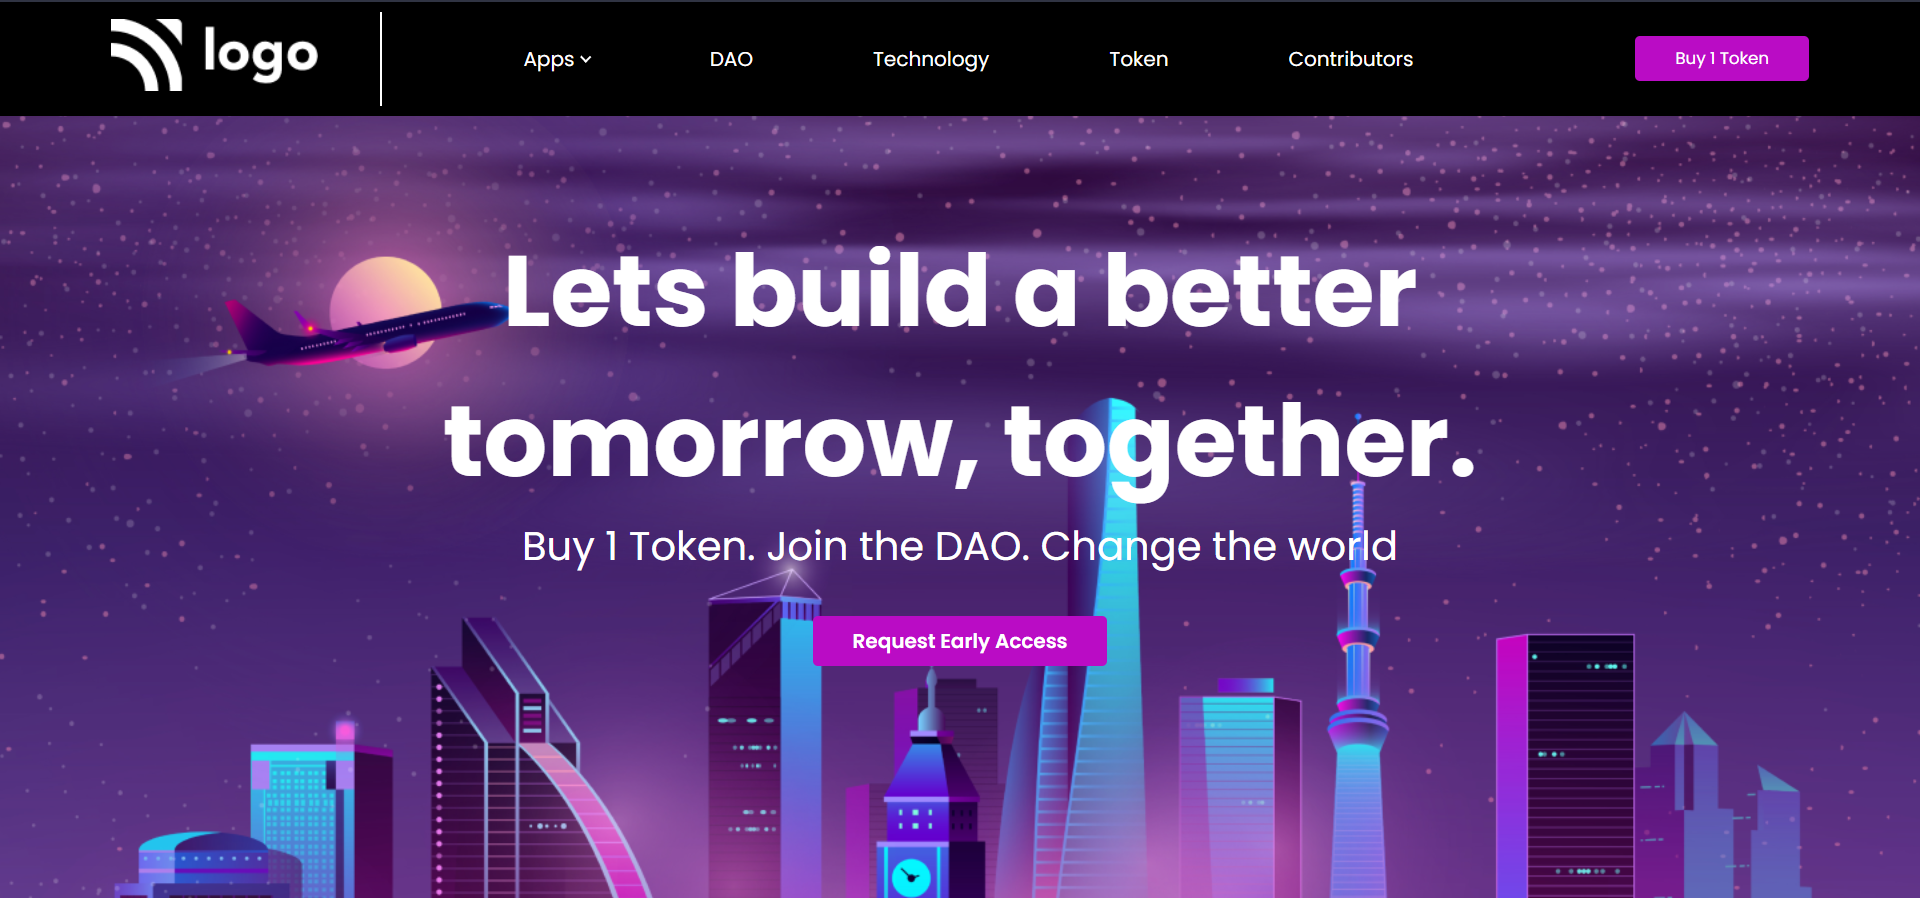 logo
Apps
DAO
Technology
Token
Contributors
Buy 1 Token
Lets build a better
tomorrow, together.
Buy 1 Token. Join the DAO. Change the world
Request Early Access